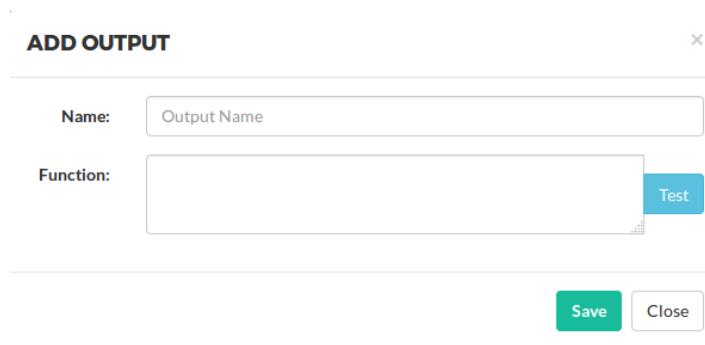 ADD OUTPUT ×
Name: Output Name
Function: Test
Save Close